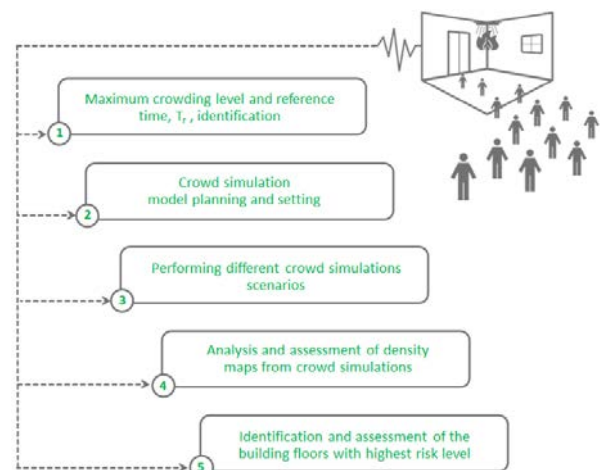 Maximum crowding level and reference
time, Tr , identification
1
Crowd simulation
model planning and setting
2
Performing different crowd simulations
scenarios
3
Analysis and assessment of density
maps from crowd simulations
4
Identification and assessment of the
building floors with highest risk level
5